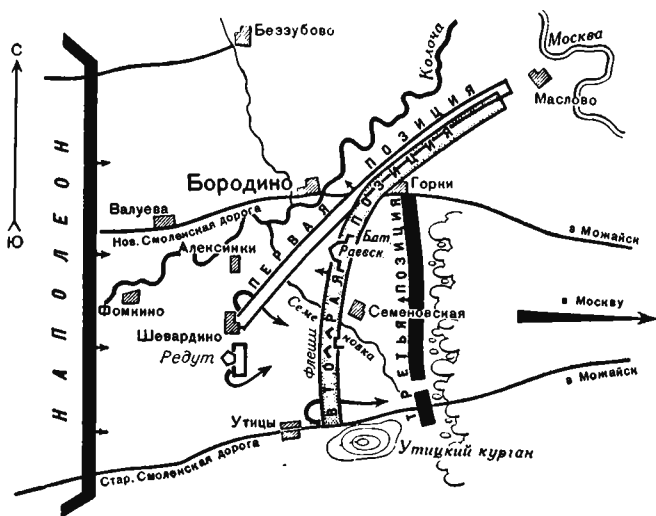 С
Ю
НАПОЛЕОН
Беззубово
Колоча
Москва
Маслово
ПЕРВАЯ ПОЗИЦИЯ
Бородино
Горки
Валуева
Нов. Смоленская дорога
Алексинки
ВТОРАЯ ПОЗИЦИЯ
Бат.
Раевск.
в Можайск
Фомкино
Семеновка
Семеновская
ТРЕТЬЯ ПОЗИЦИЯ
в Москву
Шевардино
Редут
флеши
в Можайск
Утицы
Утицкий курган
Стар. Смоленская дорога